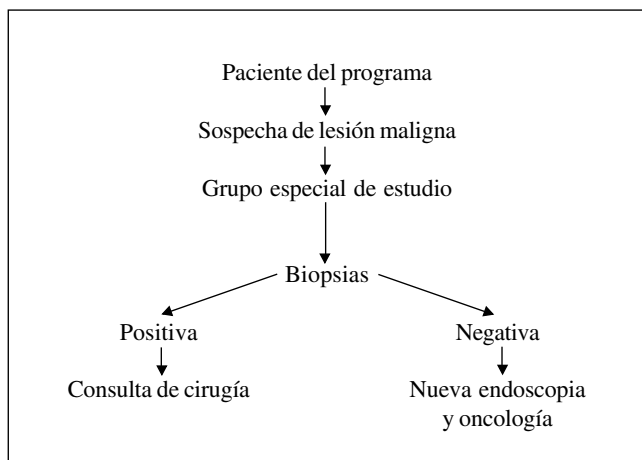 Paciente del programa
Sospecha de lesión maligna
Grupo especial de estudio
Biopsias
Positiva
Negativa
Consulta de cirugía
Nueva endoscopia
y oncología